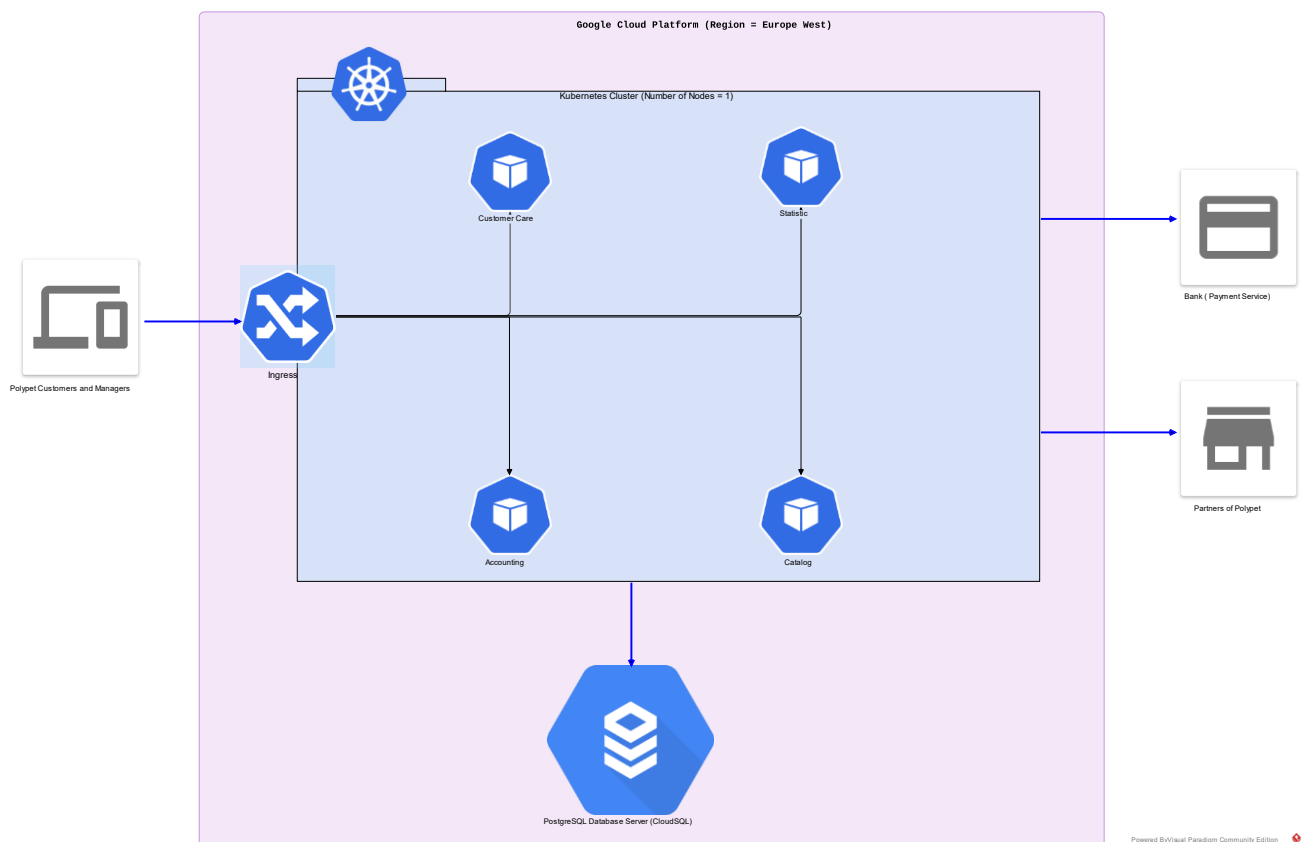 Google Cloud Platform (Region = Europe West)
Kubernetes Cluster (Number of Nodes = 1)
Customer Care
Statistic
Bank ( Payment Service)
Ingress
Polypet Customers and Managers
Partners of Polypet
Accounting
Catalog
PostgreSQL Database Server (CloudSQL)
Powered ByVisual Paradigm Community Edition